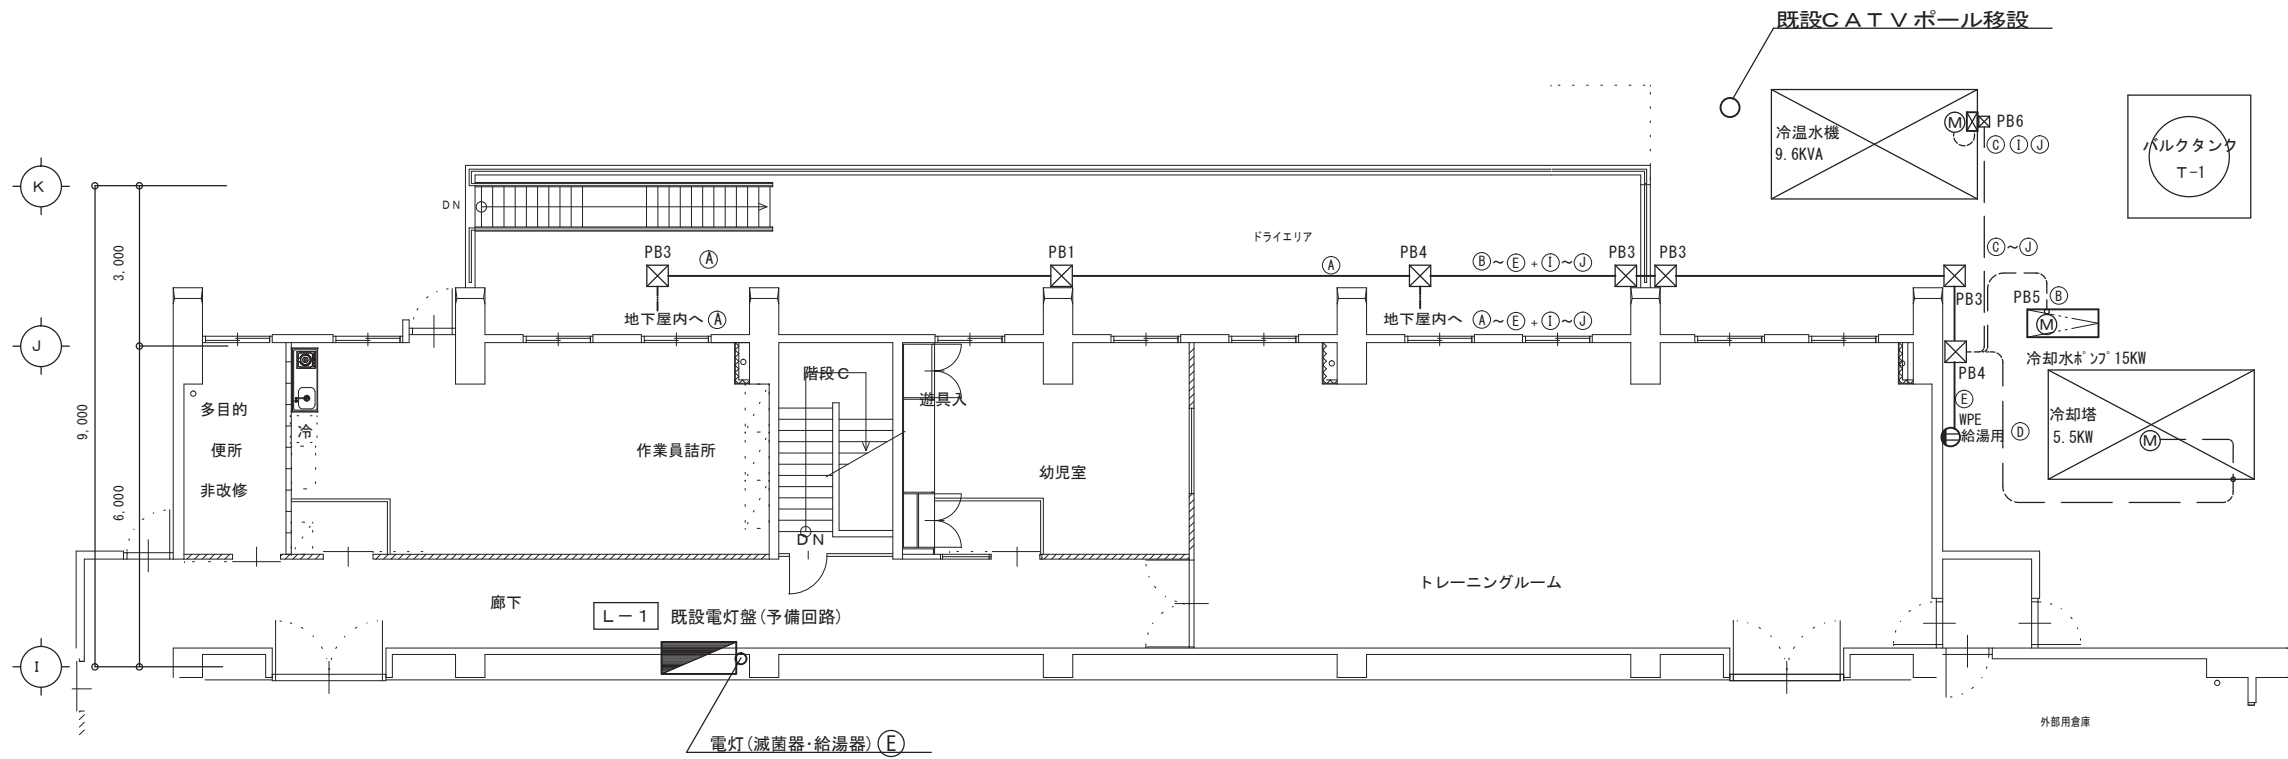 既設CATVポール移設
冷温水機
9.6KVA
M
PB6
C I J
バルクタンク
T-1
K
DN
ドライエリア
3,000
PB3
A
PB1
A
PB4
B～E + I～J
PB3
PB3
C～J
PB3
PB5
B
M
地下屋内へ A
地下屋内へ A～E + I～J
J
冷却水ﾎﾟﾝﾌﾟ 15KW
PB4
階段C
遊具入
E
WPE
給湯用
D
冷却塔
5.5KW
M
9,000
多目的
便所
非改修
冷
作業員詰所
幼児室
6,000
DN
トレーニングルーム
廊下
L-1 既設電灯盤(予備回路)
I
外部用倉庫
電灯(滅菌器･給湯器) E